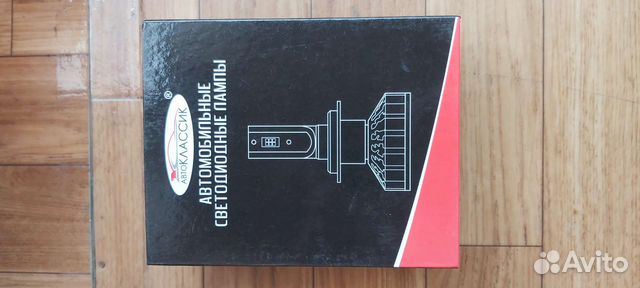 АвтоКЛАССИК
®
АВТОМОБИЛЬНЫЕ
СВЕТОДИОДНЫЕ ЛАМПЫ
Avito